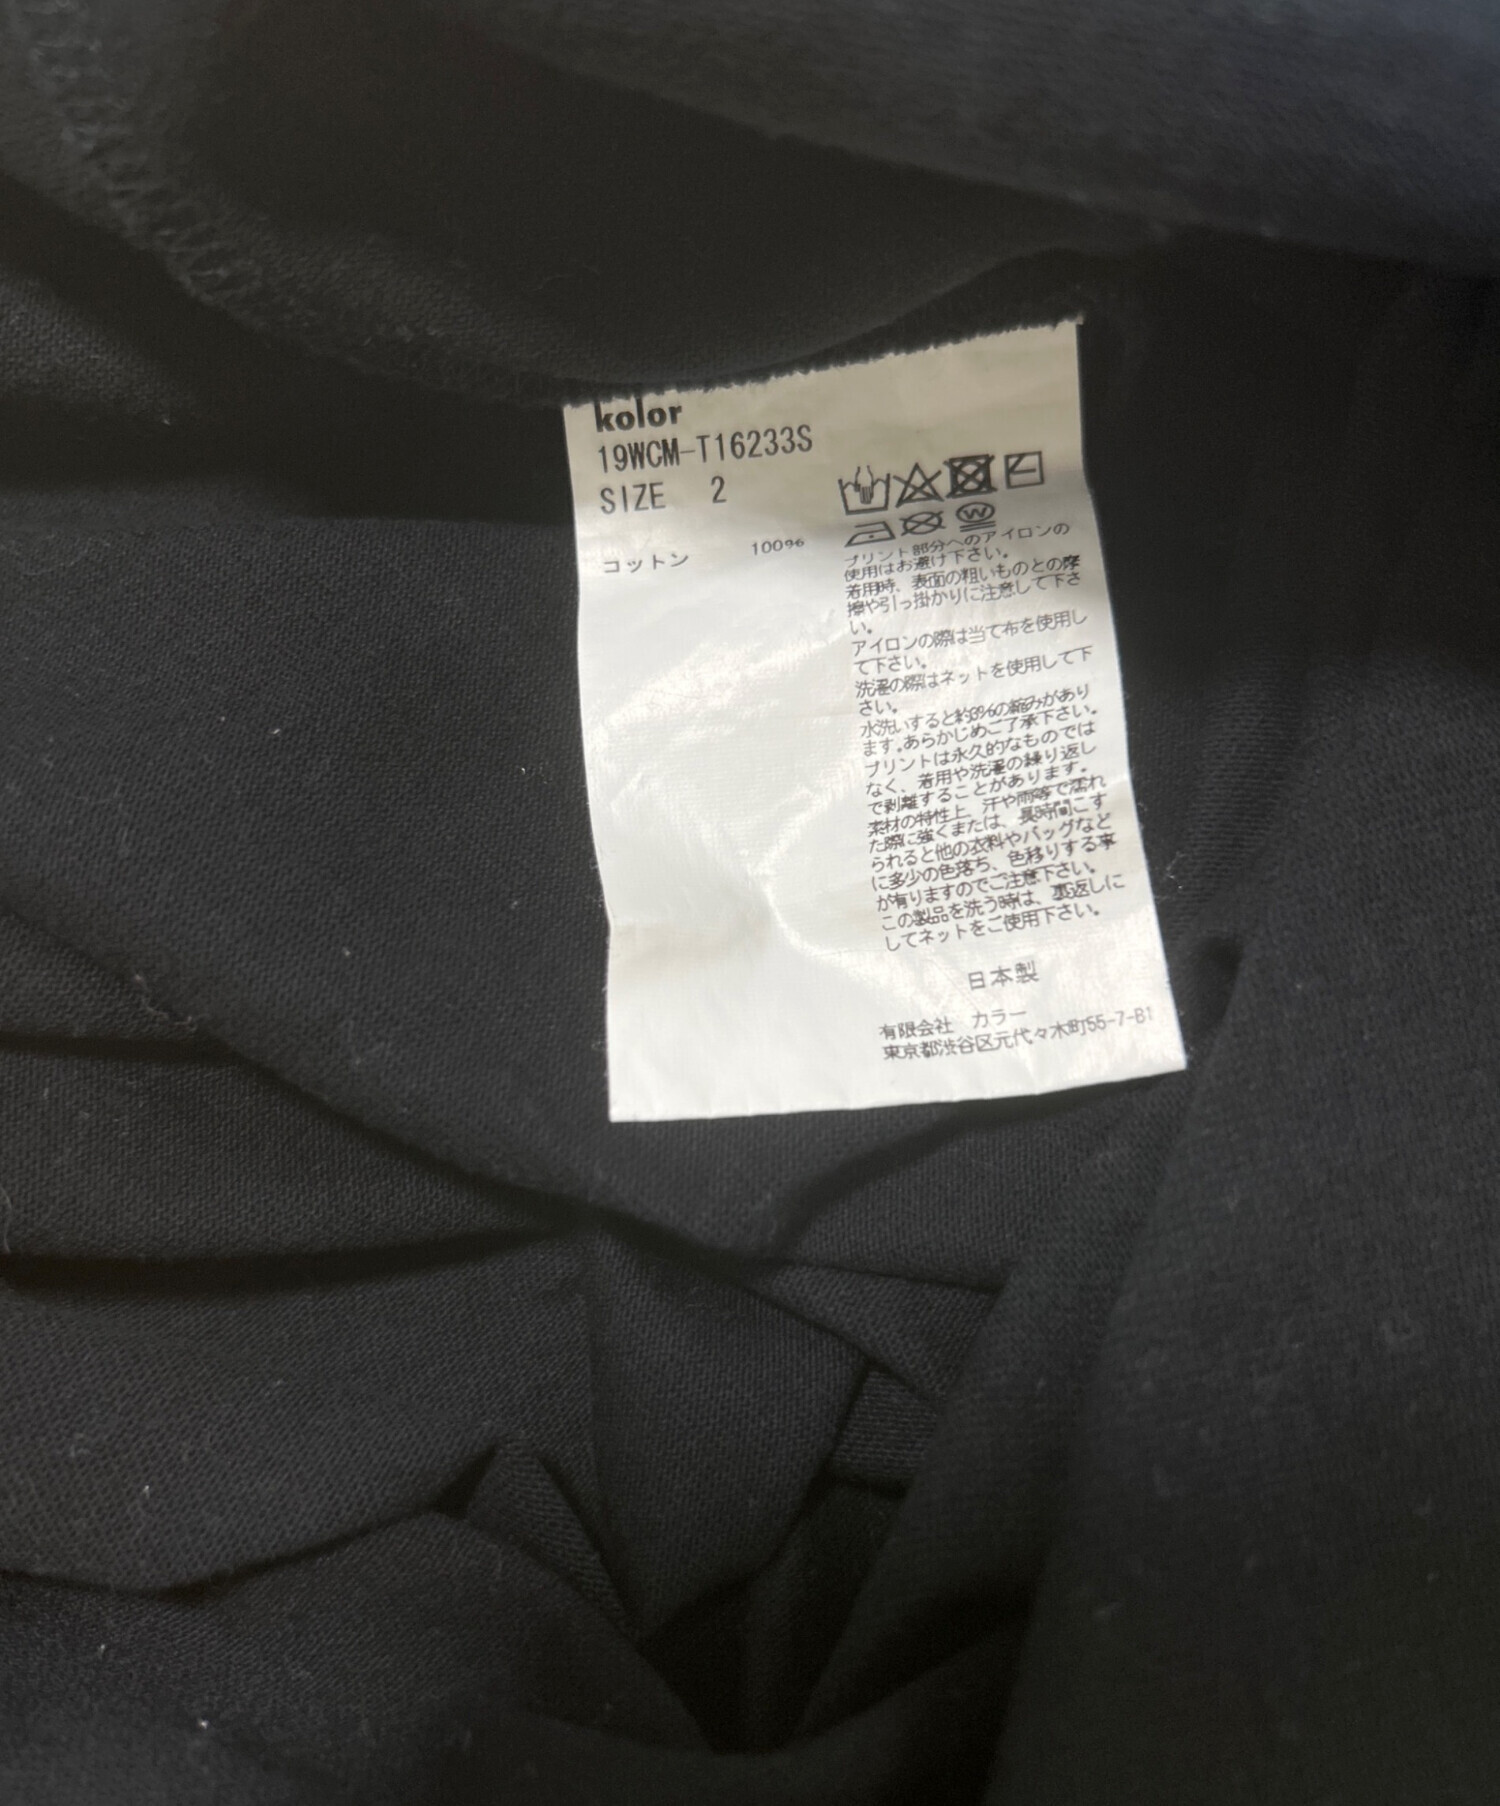 kolor
19WCM-T16233S
SIZE 2
コットン 100%
プリント部分へのアイロンの
使用はお避け下さい。
着用時、表面の粗いものとの摩
擦や引っ掛かりに注意して下さ
い。
アイロンの際は当て布を使用し
て下さい。
洗濯の際はネットを使用して下
さい。
水洗いすると約3%の縮みがあり
ます。あらかじめご了承下さい。
プリントは永久的なものでは
なく、着用や洗濯の繰り返し
で剥離することがあります。
素材の特性上、汗や雨等で濡れ
た際に強くまたは、長時間こす
られると他の衣料やバッグなど
に多少の色落ち、色移りする事
が有りますのでご注意下さい。
この製品を洗う時は、裏返しに
してネットをご使用下さい。
日本製
有限会社 カラー
東京都渋谷区元代々木町55-7-B1